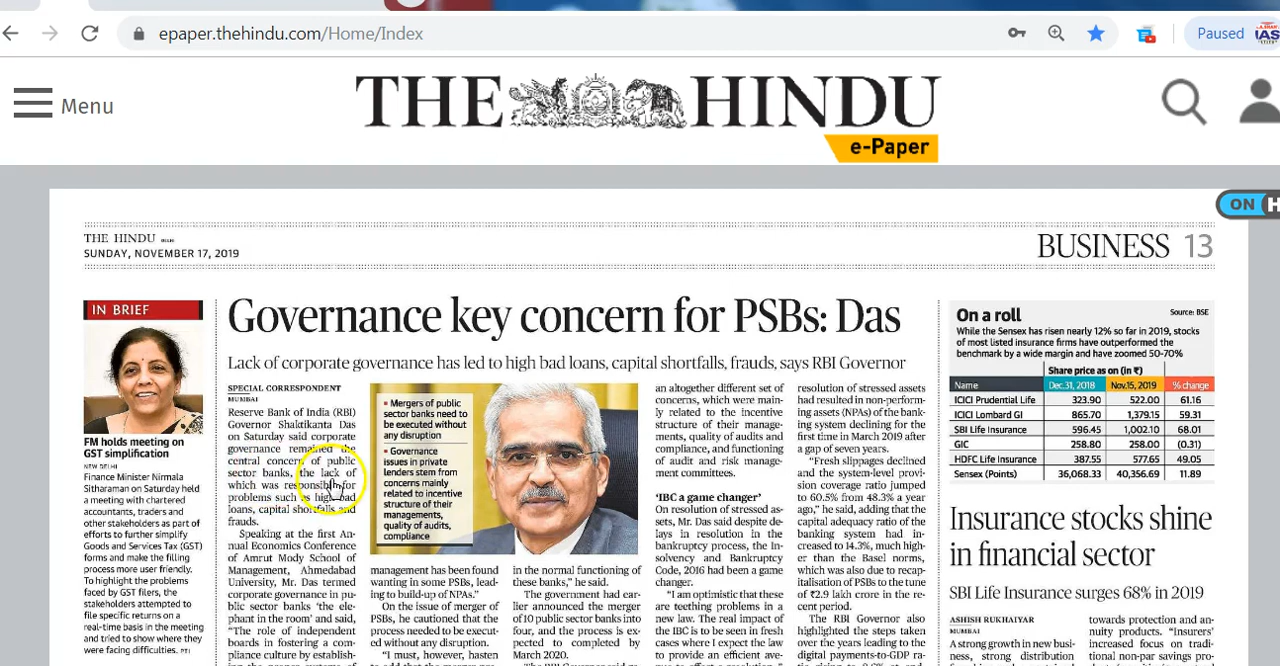 epaper.thehindu.com/Home/Index
Paused
IAS
Menu
THE HINDU
e-Paper
ON
THE HINDU
SUNDAY, NOVEMBER 17, 2019
BUSINESS 13
IN BRIEF
FM holds meeting on
GST simplification
NEW DELHI
Finance Minister Nirmala
Sitharaman on Saturday held
a meeting with chartered
accountants, traders and
other stakeholders as part of
efforts to further simplify
Goods and Services Tax (GST)
forms and make the filling
process more user friendly.
To highlight the problems
faced by GST filers, the
stakeholders attempted to
file specific returns on a
real-time basis in the meeting
and tried to show where they
were facing difficulties. PTI
Governance key concern for PSBs: Das
Lack of corporate governance has led to high bad loans, capital shortfalls, frauds, says RBI Governor
SPECIAL CORRESPONDENT
MUMBAI
Reserve Bank of India (RBI)
Governor Shaktikanta Das
on Saturday said corporate
governance remained the
central concern of public
sector banks, the lack of
which was responsible for
problems such as high bad
loans, capital shortfalls and
frauds.
Speaking at the first An-
nual Economics Conference
of Amrut Mody School of
Management, Ahmedabad
University, Mr. Das termed
corporate governance in pu-
blic sector banks ‘the ele-
phant in the room’ and said,
“The role of independent
boards in fostering a com-
pliance culture by establish-
ing the proper systems of
Mergers of public
sector banks need to
be executed without
any disruption
Governance
issues in private
lenders stem from
concerns mainly
related to incentive
structure of their
managements,
quality of audits,
compliance
management has been found
wanting in some PSBs, lead-
ing to build-up of NPAs.”
On the issue of merger of
PSBs, he cautioned that the
process needed to be execut-
ed without any disruption.
“I must, however, hasten
in the normal functioning of
these banks,” he said.
The government had ear-
lier announced the merger
of 10 public sector banks into
four, and the process is ex-
pected to be completed by
March 2020.
an altogether different set of
concerns, which were main-
ly related to the incentive
structure of their manage-
ments, quality of audits and
compliance, and functioning
of audit and risk manage-
ment committees.
‘IBC a game changer’
On resolution of stressed as-
sets, Mr. Das said despite de-
lays in resolution in the
bankruptcy process, the In-
solvency and Bankruptcy
Code, 2016 had been a game
changer.
“I am optimistic that these
are teething problems in a
new law. The real impact of
the IBC is to be seen in fresh
cases where I expect the law
to provide an efficient ave-
resolution of stressed assets
had resulted in non-perform-
ing assets (NPAs) of the bank-
ing system declining for the
first time in March 2019 after
a gap of seven years.
“Fresh slippages declined
and the system-level provi-
sion coverage ratio jumped
to 60.5% from 48.3% a year
ago,” he said, adding that the
capital adequacy ratio of the
banking system had in-
creased to 14.3%, much high-
er than the Basel norms,
which was also due to recap-
italisation of PSBs to the tune
of ₹2.9 lakh crore in the re-
cent period.
The RBI Governor also
highlighted the steps taken
over the years leading to the
digital payments-to-GDP ra-
On a roll
Source: BSE
While the Sensex has risen nearly 12% so far in 2019, stocks
of most listed insurance firms have outperformed the
benchmark by a wide margin and have zoomed 50-70%
Share price as on (in ₹)
Name Dec.31, 2018 Nov.15, 2019 % change
ICICI Prudential Life 323.90 522.00 61.16
ICICI Lombard GI 865.70 1,379.15 59.31
SBI Life Insurance 596.45 1,002.10 68.01
GIC 258.80 258.00 (0.31)
HDFC Life Insurance 387.55 577.65 49.05
Sensex (Points) 36,068.33 40,356.69 11.89
Insurance stocks shine
in financial sector
SBI Life Insurance surges 68% in 2019
ASHISH RUKHAIYAR
MUMBAI
A strong growth in new busi-
ness, strong distribution
towards protection and an-
nuity products. “Insurers’
increased focus on tradi-
tional non-par savings pro-